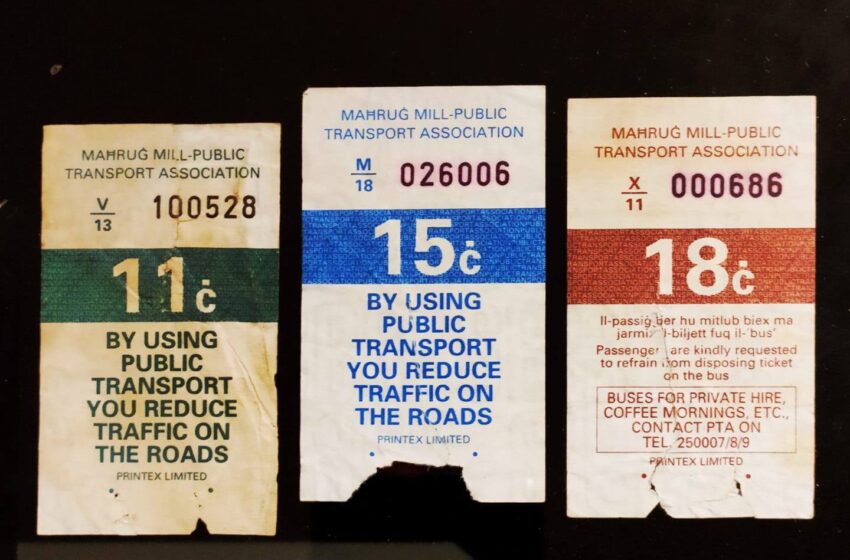 MAĦRUĠ MILL-PUBLIC
TRANSPORT ASSOCIATION
V
13
100528
11ċ
BY USING
PUBLIC
TRANSPORT
YOU REDUCE
TRAFFIC ON
THE ROADS
PRINTEX LIMITED
MAĦRUĠ MILL-PUBLIC
TRANSPORT ASSOCIATION
M
18
026006
15ċ
BY USING
PUBLIC
TRANSPORT
YOU REDUCE
TRAFFIC ON
THE ROADS
PRINTEX LIMITED
MAĦRUĠ MILL-PUBLIC
TRANSPORT ASSOCIATION
X
11
000686
18ċ
Il-passiġ ġer hu mitlub biex ma
jarmi l-biljett fuq il-'bus'
Passenger are kindly requested
to refrain from disposing ticket
on the bus
BUSES FOR PRIVATE HIRE,
COFFEE MORNINGS, ETC.,
CONTACT PTA ON
TEL. 250007/8/9
PRINTEX LIMITED